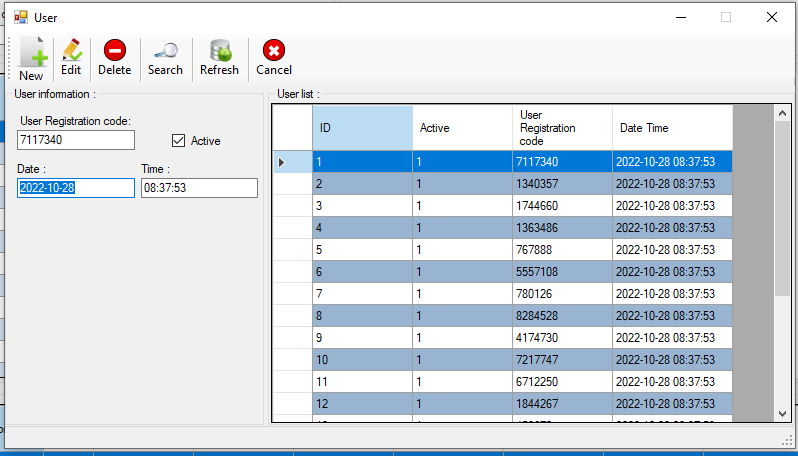 User
New
Edit
Delete
Search
Refresh
Cancel
User information :
User Registration code:
7117340
Active
Date :
Time :
2022-10-28
08:37:53
User list :
ID
Active
User
Registration
code
Date Time
1 1 7117340 2022-10-28 08:37:53
2 1 1340357 2022-10-28 08:37:53
3 1 1744660 2022-10-28 08:37:53
4 1 1363486 2022-10-28 08:37:53
5 1 767888 2022-10-28 08:37:53
6 1 5557108 2022-10-28 08:37:53
7 1 780126 2022-10-28 08:37:53
8 1 8284528 2022-10-28 08:37:53
9 1 4174730 2022-10-28 08:37:53
10 1 7217747 2022-10-28 08:37:53
11 1 6712250 2022-10-28 08:37:53
12 1 1844267 2022-10-28 08:37:53